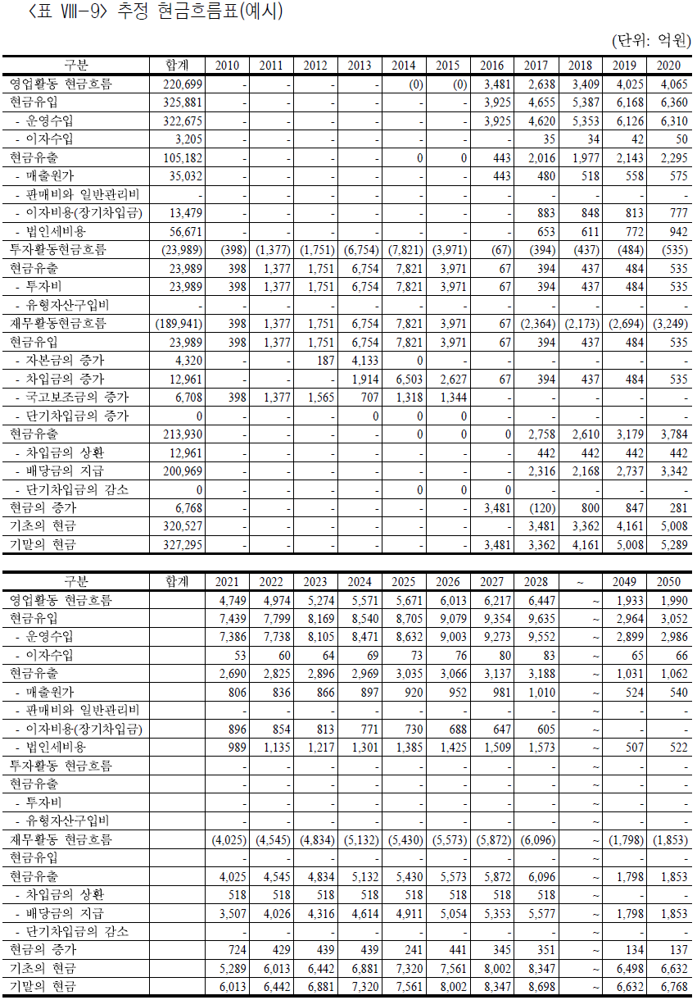 <표 Ⅷ-9> 추정 현금흐름표(예시)
(단위: 억원)
구분 합계 2010 2011 2012 2013 2014 2015 2016 2017 2018 2019 2020
영업활동 현금흐름 220,699 - - - - (0) (0) 3,481 2,638 3,409 4,025 4,065
현금유입 325,881 - - - - - - 3,925 4,655 5,387 6,168 6,360
- 운영수입 322,675 - - - - - - 3,925 4,620 5,353 6,126 6,310
- 이자수입 3,205 - - - - - - - 35 34 42 50
현금유출 105,182 - - - - 0 0 443 2,016 1,977 2,143 2,295
- 매출원가 35,032 - - - - - - 443 480 518 558 575
- 판매비와 일반관리비 - - - - - - - - - - - -
- 이자비용(장기차입금) 13,479 - - - - - - - 883 848 813 777
- 법인세비용 56,671 - - - - - - - 653 611 772 942
투자활동현금흐름 (23,989) (398) (1,377) (1,751) (6,754) (7,821) (3,971) (67) (394) (437) (484) (535)
현금유출 23,989 398 1,377 1,751 6,754 7,821 3,971 67 394 437 484 535
- 투자비 23,989 398 1,377 1,751 6,754 7,821 3,971 67 394 437 484 535
- 유형자산구입비 - - - - - - - - - - - -
재무활동현금흐름 (189,941) 398 1,377 1,751 6,754 7,821 3,971 67 (2,364) (2,173) (2,694) (3,249)
현금유입 23,989 398 1,377 1,751 6,754 7,821 3,971 67 394 437 484 535
- 자본금의 증가 4,320 - - 187 4,133 0 - - - - - -
- 차입금의 증가 12,961 - - - 1,914 6,503 2,627 67 394 437 484 535
- 국고보조금의 증가 6,708 398 1,377 1,565 707 1,318 1,344 - - - - -
- 단기차입금의 증가 0 - - - 0 0 0 - - - - -
현금유출 213,930 - - - - 0 0 0 2,758 2,610 3,179 3,784
- 차입금의 상환 12,961 - - - - - - - 442 442 442 442
- 배당금의 지급 200,969 - - - - - - - 2,316 2,168 2,737 3,342
- 단기차입금의 감소 0 - - - - 0 0 0 - - - -
현금의 증가 6,768 - - - - - - 3,481 (120) 800 847 281
기초의 현금 320,527 - - - - - - - 3,481 3,362 4,161 5,008
기말의 현금 327,295 - - - - - - 3,481 3,362 4,161 5,008 5,289
구분 합계 2021 2022 2023 2024 2025 2026 2027 2028 ~ 2049 2050
영업활동 현금흐름 4,749 4,974 5,274 5,571 5,671 6,013 6,217 6,447 ~ 1,933 1,990
현금유입 7,439 7,799 8,169 8,540 8,705 9,079 9,354 9,635 ~ 2,964 3,052
- 운영수입 7,386 7,738 8,105 8,471 8,632 9,003 9,273 9,552 ~ 2,899 2,986
- 이자수입 53 60 64 69 73 76 80 83 ~ 65 66
현금유출 2,690 2,825 2,896 2,969 3,035 3,066 3,137 3,188 ~ 1,031 1,062
- 매출원가 806 836 866 897 920 952 981 1,010 ~ 524 540
- 판매비와 일반관리비 - - - - - - - - ~ - -
- 이자비용(장기차입금) 896 854 813 771 730 688 647 605 ~ - -
- 법인세비용 989 1,135 1,217 1,301 1,385 1,425 1,509 1,573 ~ 507 522
투자활동 현금흐름 - - - - - - - - ~ - -
현금유출 - - - - - - - - ~ - -
- 투자비 - - - - - - - - ~ - -
- 유형자산구입비 - - - - - - - - ~ - -
재무활동 현금흐름 (4,025) (4,545) (4,834) (5,132) (5,430) (5,573) (5,872) (6,096) ~ (1,798) (1,853)
현금유입 - - - - - - - - ~ - -
현금유출 4,025 4,545 4,834 5,132 5,430 5,573 5,872 6,096 ~ 1,798 1,853
- 차입금의 상환 518 518 518 518 518 518 518 518 ~ - -
- 배당금의 지급 3,507 4,026 4,316 4,614 4,911 5,054 5,353 5,577 ~ 1,798 1,853
- 단기차입금의 감소 - - - - - - - - ~ - -
현금의 증가 724 429 439 439 241 441 345 351 ~ 134 137
기초의 현금 5,289 6,013 6,442 6,881 7,320 7,561 8,002 8,347 ~ 6,498 6,632
기말의 현금 6,013 6,442 6,881 7,320 7,561 8,002 8,347 8,698 ~ 6,632 6,768